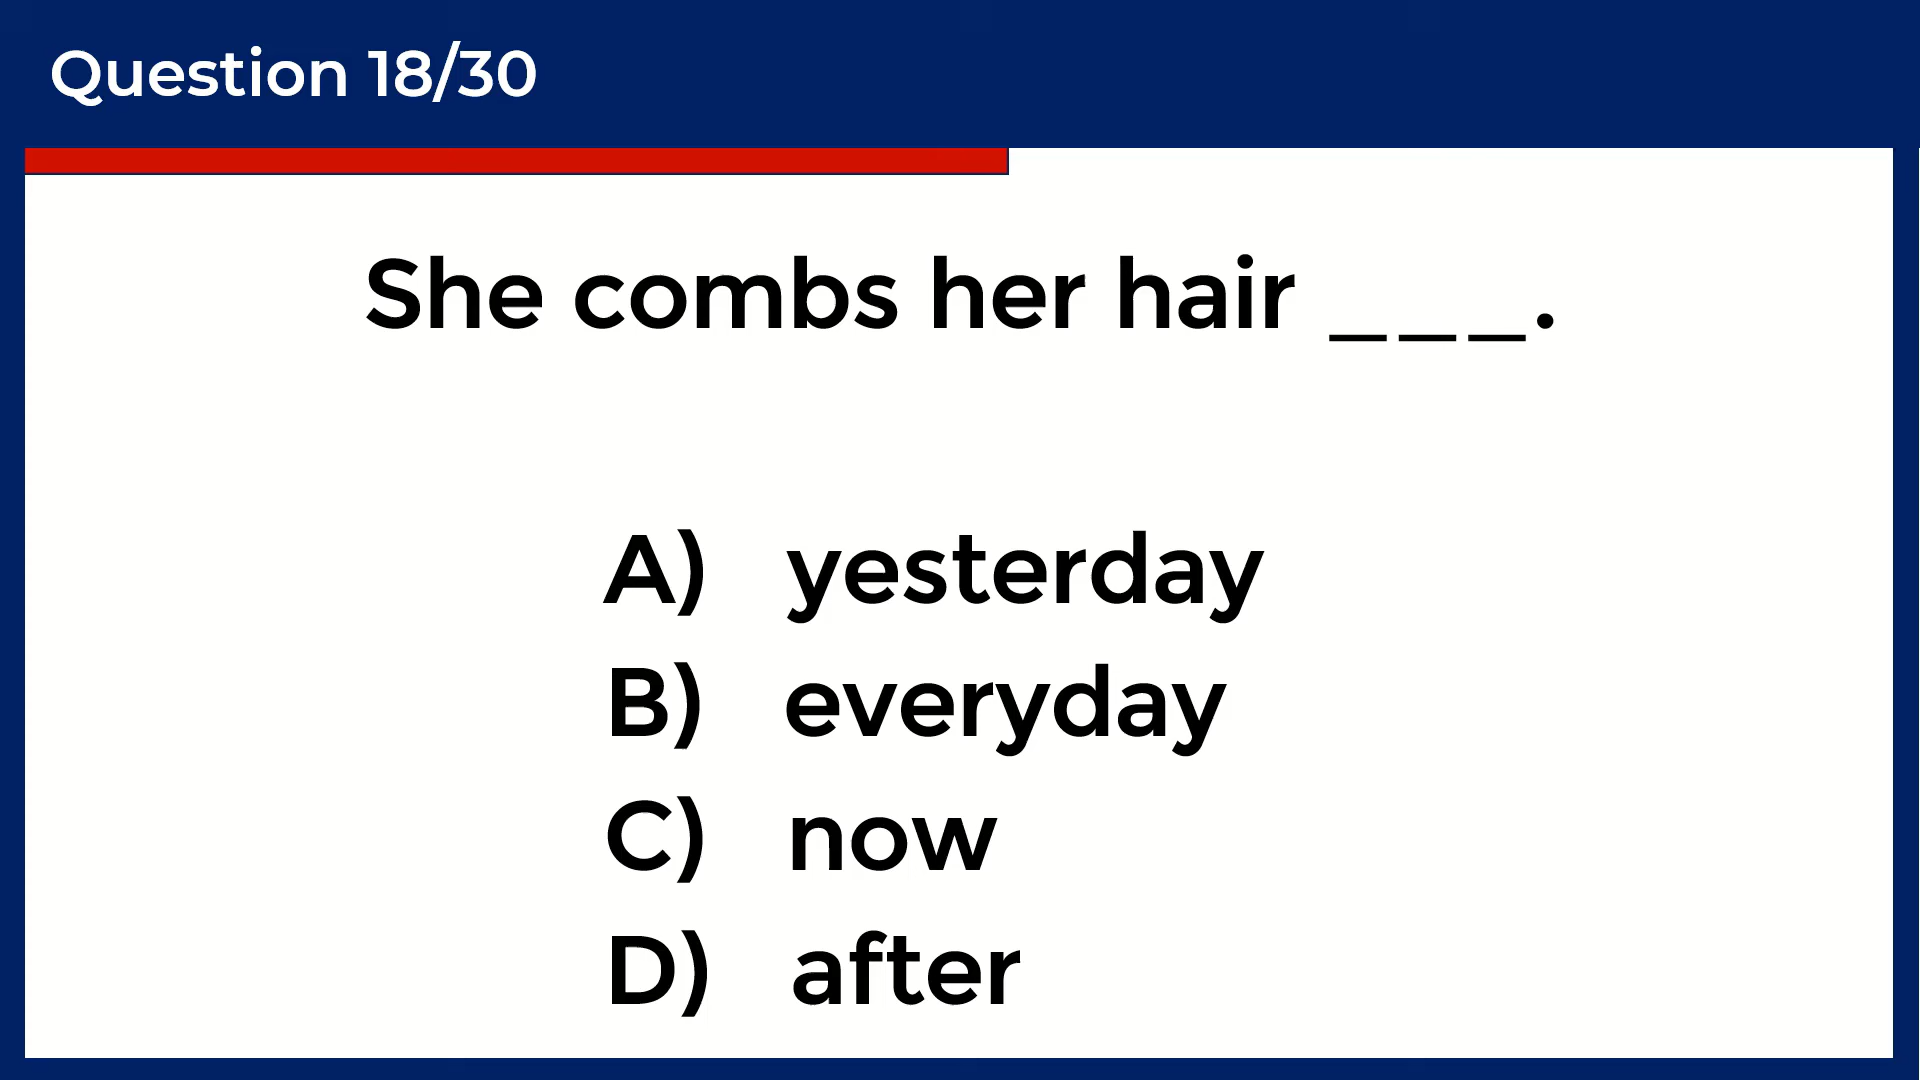 Question 18/30
She combs her hair ___.
A) yesterday
B) everyday
C) now
D) after